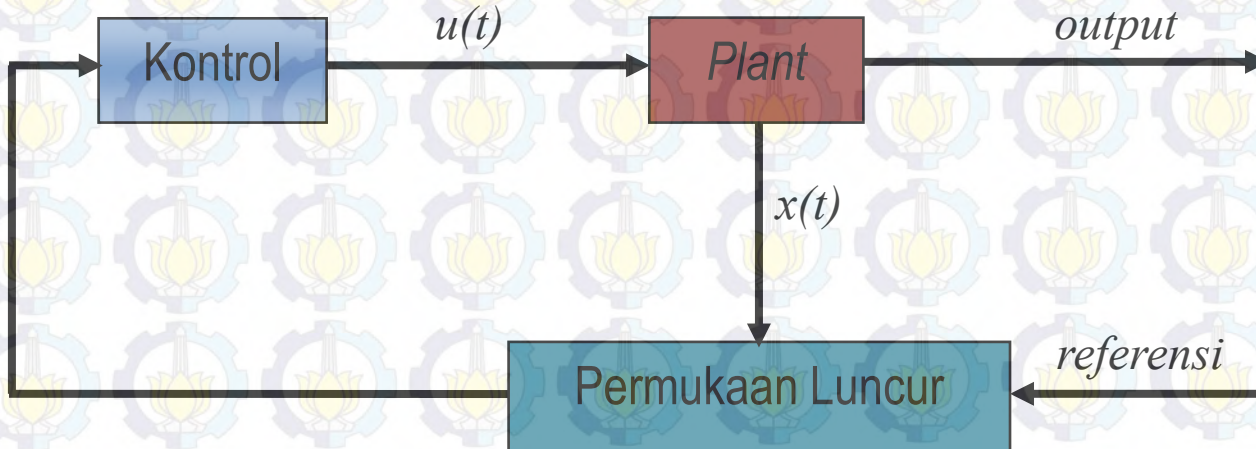 Kontrol
u(t)
Plant
output
x(t)
Permukaan Luncur
referensi